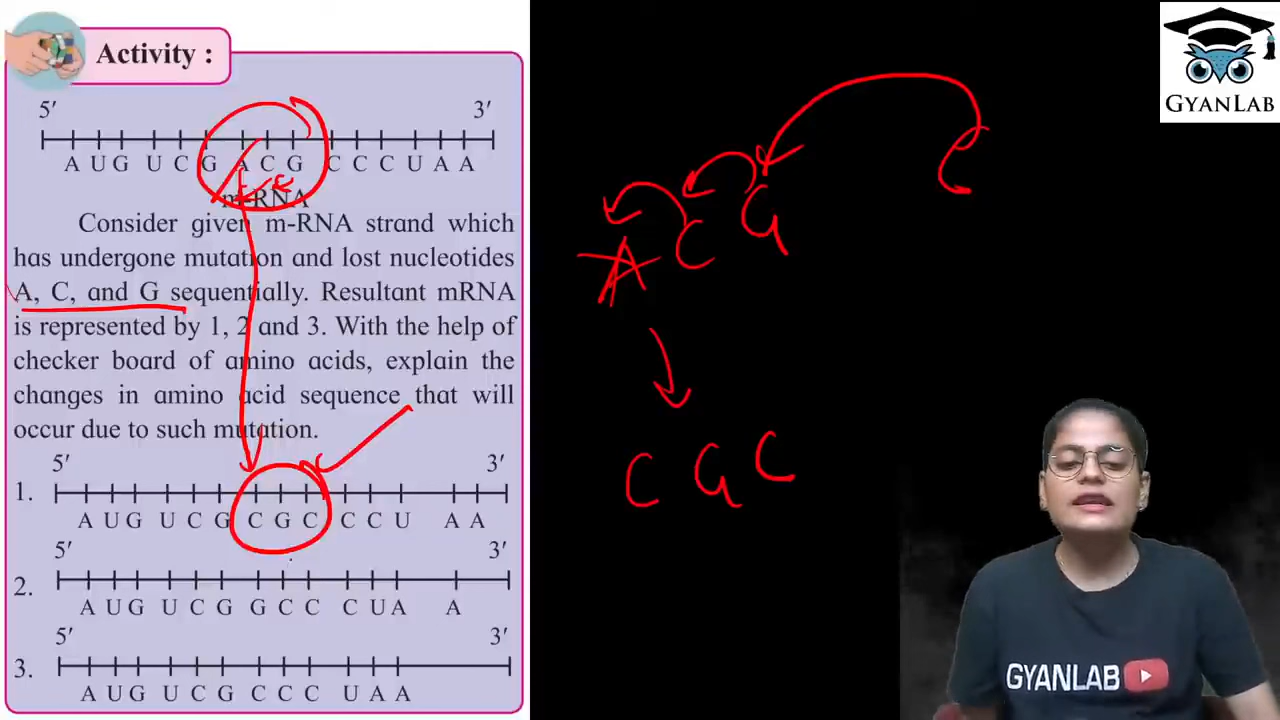 Activity :
5′ 3′
A U G U C G A C G C C C U A A
m-RNA
Consider given m-RNA strand which
has undergone mutation and lost nucleotides
A, C, and G sequentially. Resultant mRNA
is represented by 1, 2 and 3. With the help of
checker board of amino acids, explain the
changes in amino acid sequence that will
occur due to such mutation.
5′ 3′
1.
A U G U C G C G C C C U A A
5′ 3′
2.
A U G U C G G C C C U A A
5′ 3′
3.
A U G U C G C C C U A A
A C G
C G C
GYANLAB
GYANLAB